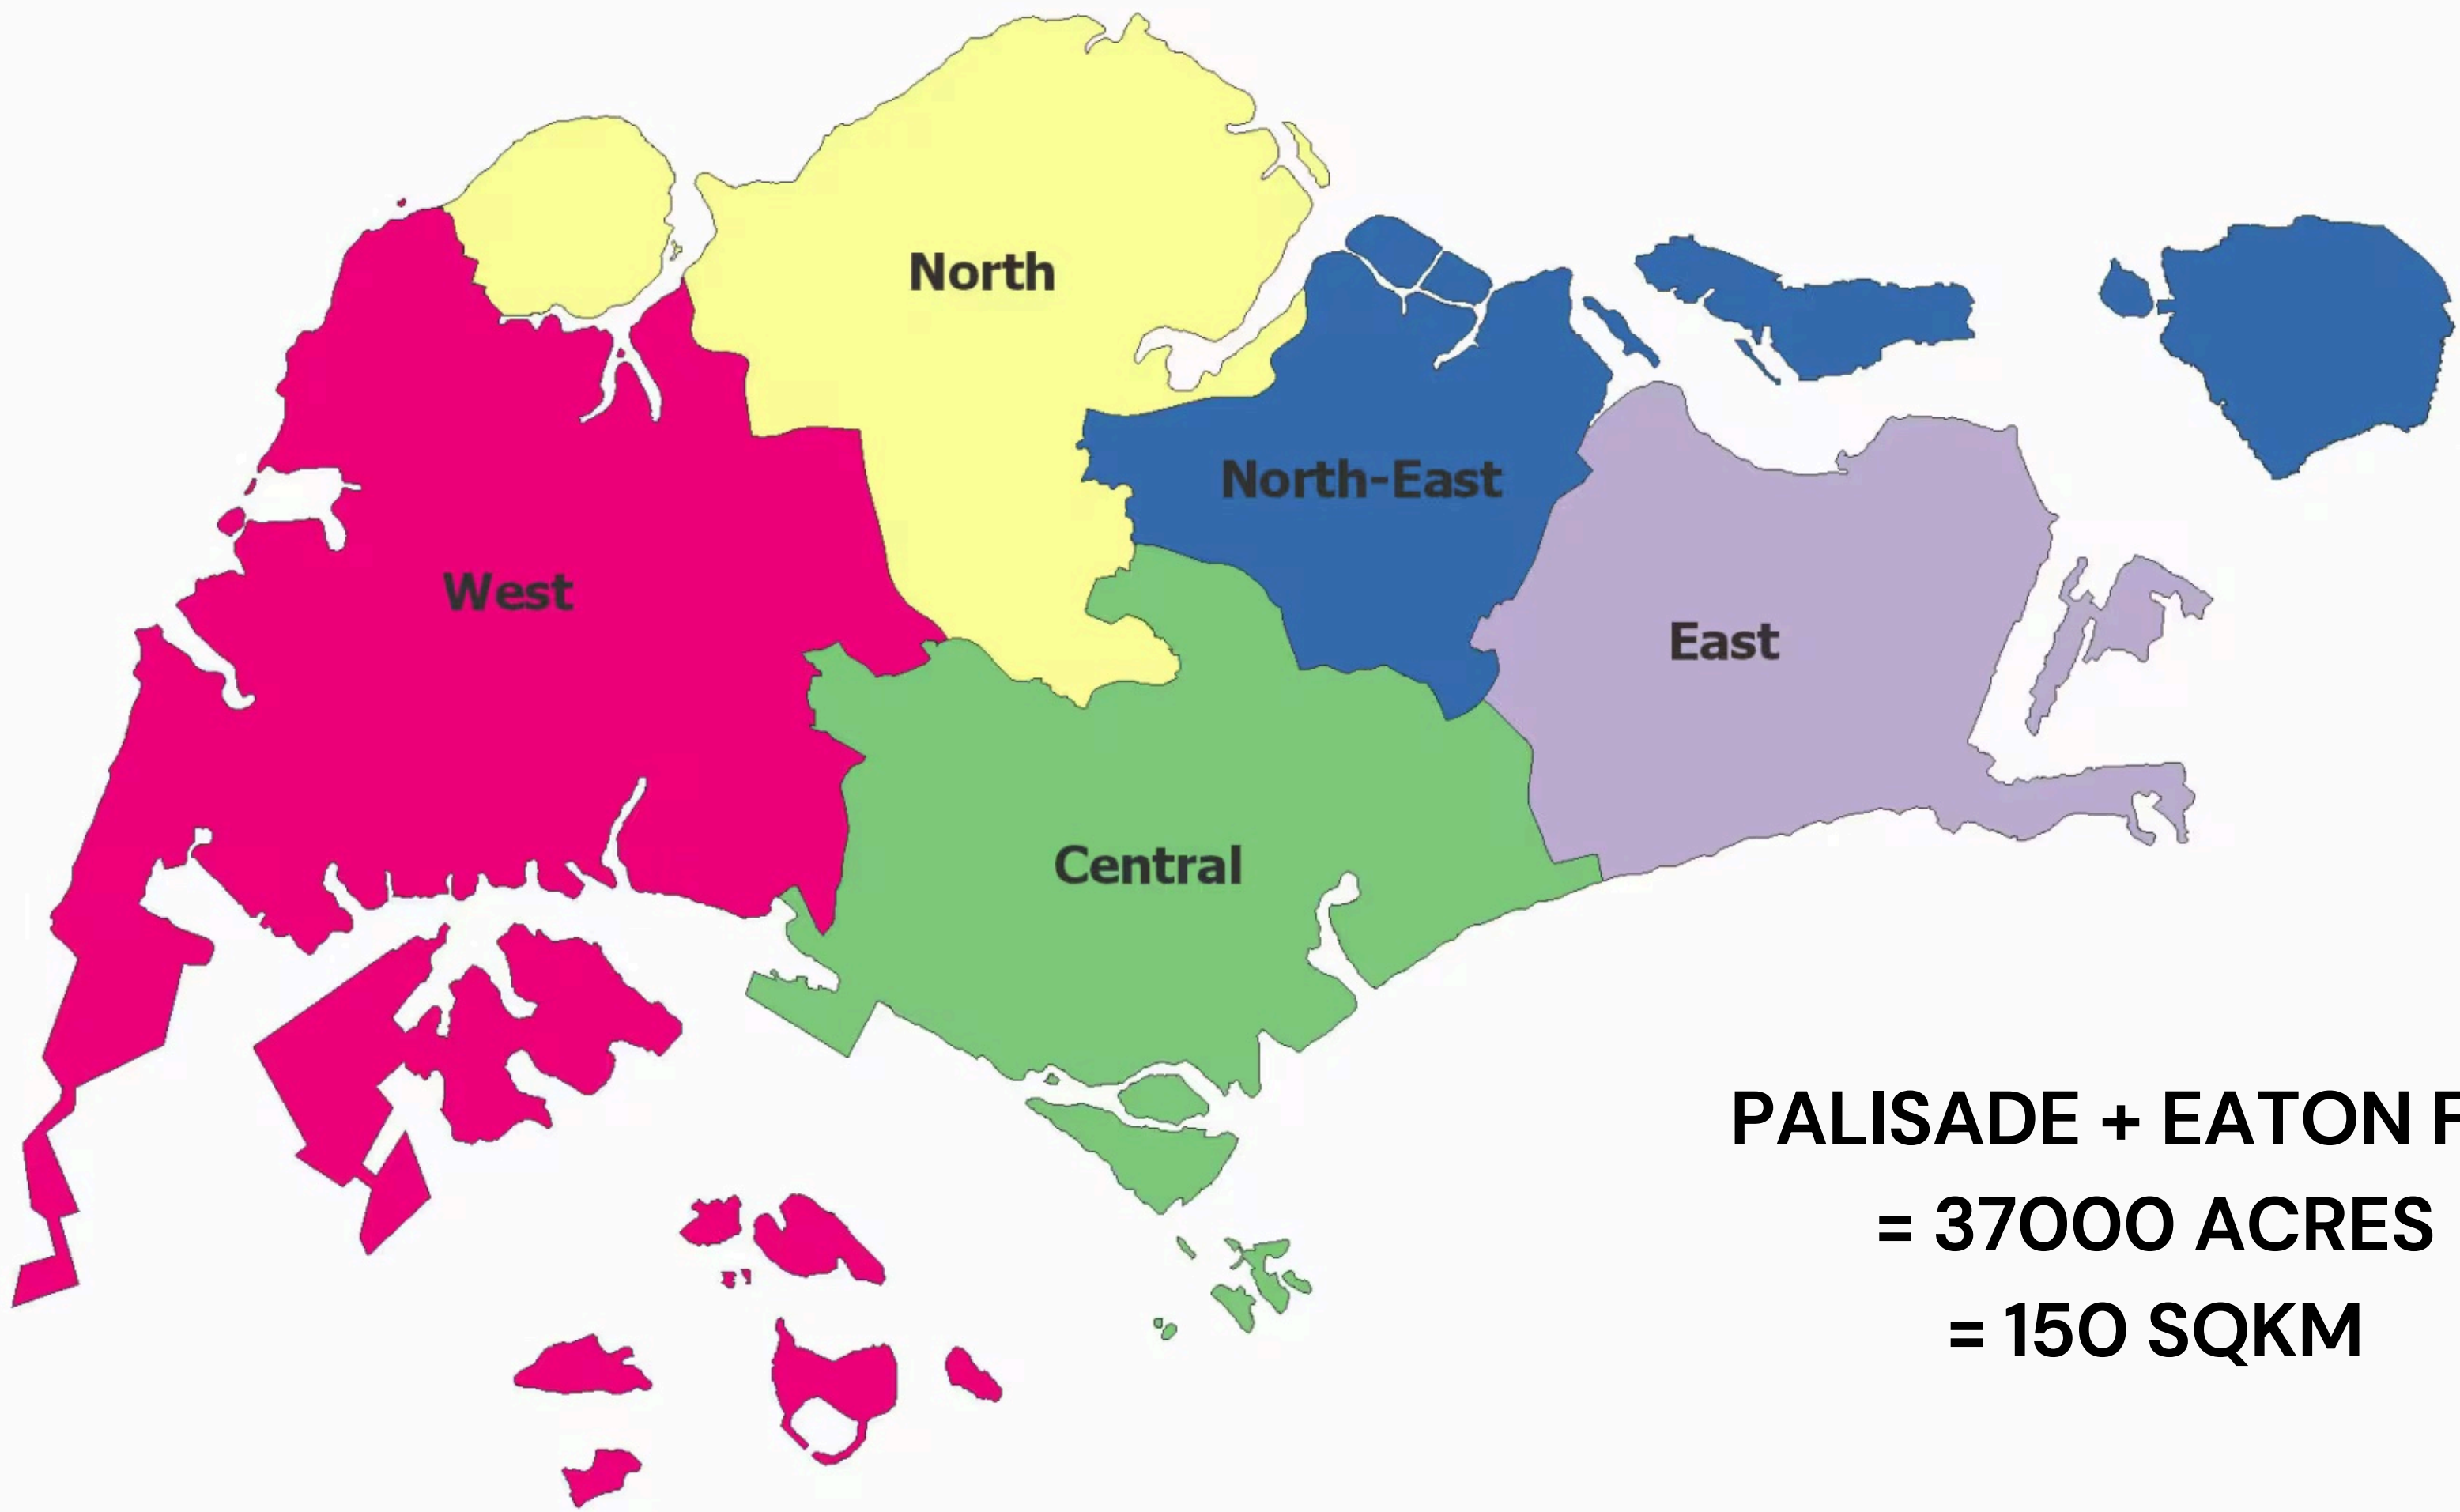 North
North-East
West
East
Central
PALISADE + EATON F
= 37000 ACRES
= 150 SQKM